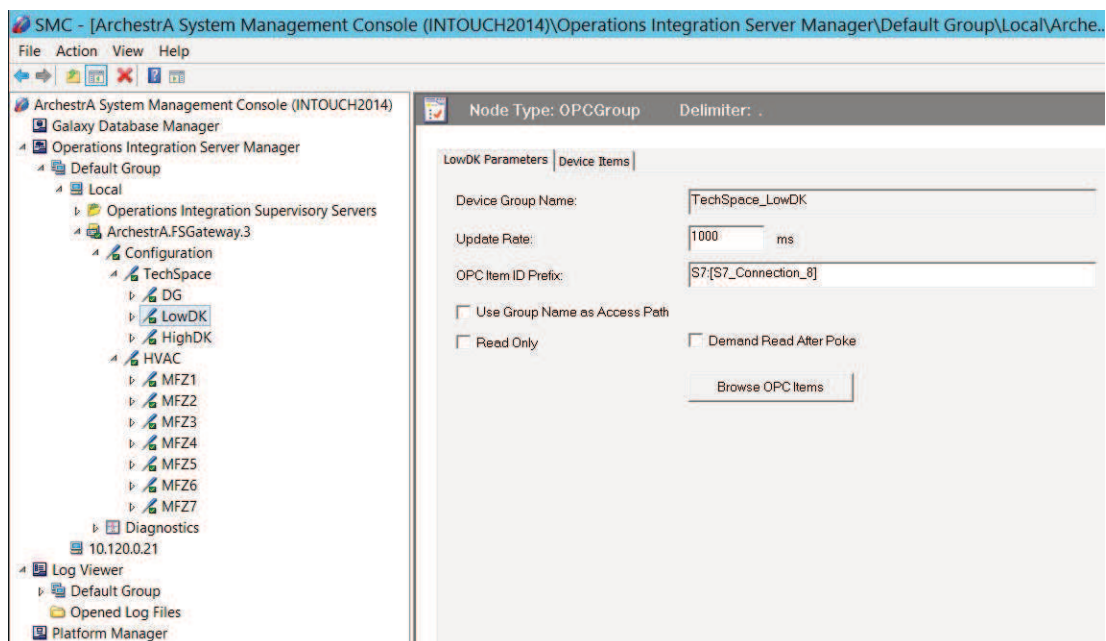 SMC - [ArchestrA System Management Console (INTOUCH2014)\Operations Integration Server Manager\Default Group\Local\Arche..
File Action View Help
ArchestrA System Management Console (INTOUCH2014)
Galaxy Database Manager
Operations Integration Server Manager
Default Group
Local
Operations Integration Supervisory Servers
ArchestrA.FSGateway.3
Configuration
TechSpace
DG
LowDK
HighDK
HVAC
MFZ1
MFZ2
MFZ3
MFZ4
MFZ5
MFZ6
MFZ7
Diagnostics
10.120.0.21
Log Viewer
Default Group
Opened Log Files
Platform Manager
Node Type: OPCGroup Delimiter: .
LowDK Parameters Device Items
Device Group Name: TechSpace_LowDK
Update Rate: 1000 ms
OPC Item ID Prefix: S7:[S7_Connection_8]
Use Group Name as Access Path
Read Only Demand Read After Poke
Browse OPC Items